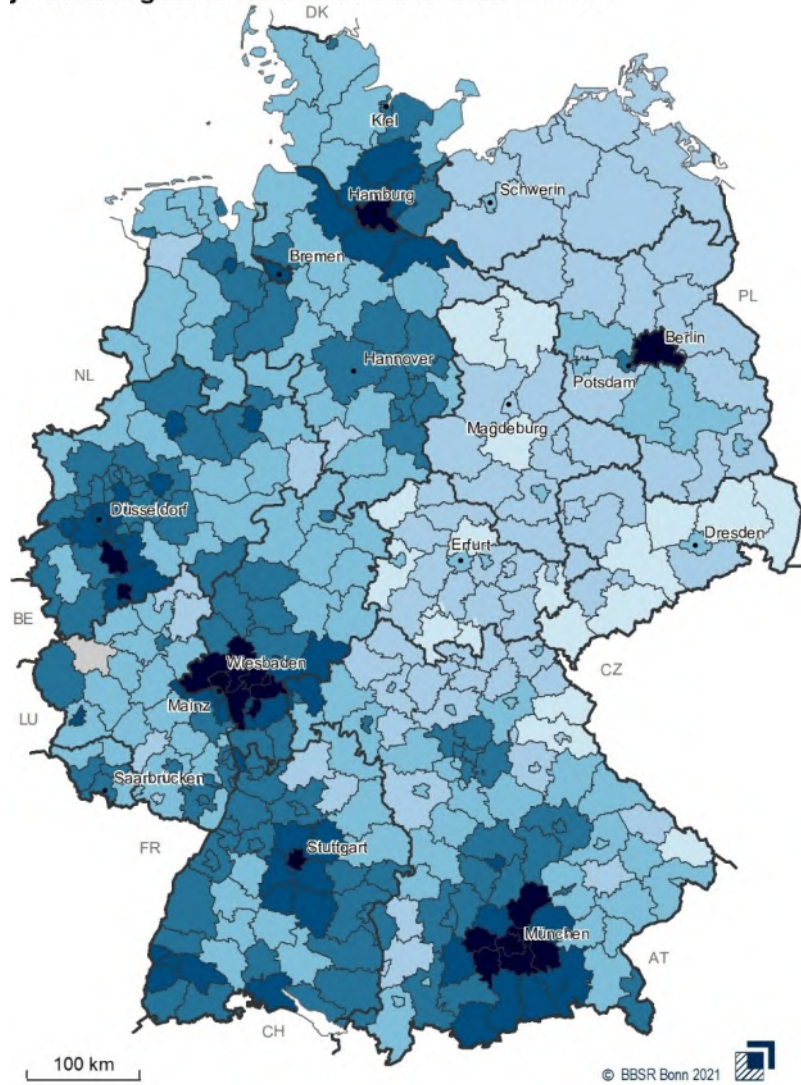 DK
Kiel
Schwerin
Hamburg
Bremen
PL
Berlin
Hannover
Potsdam
NL
Magdeburg
Düsseldorf
Erfurt
Dresden
BE
Wiesbaden
CZ
Mainz
LU
Saarbrücken
Stuttgart
FR
München
AT
CH
100 km
© BBSR Bonn 2021